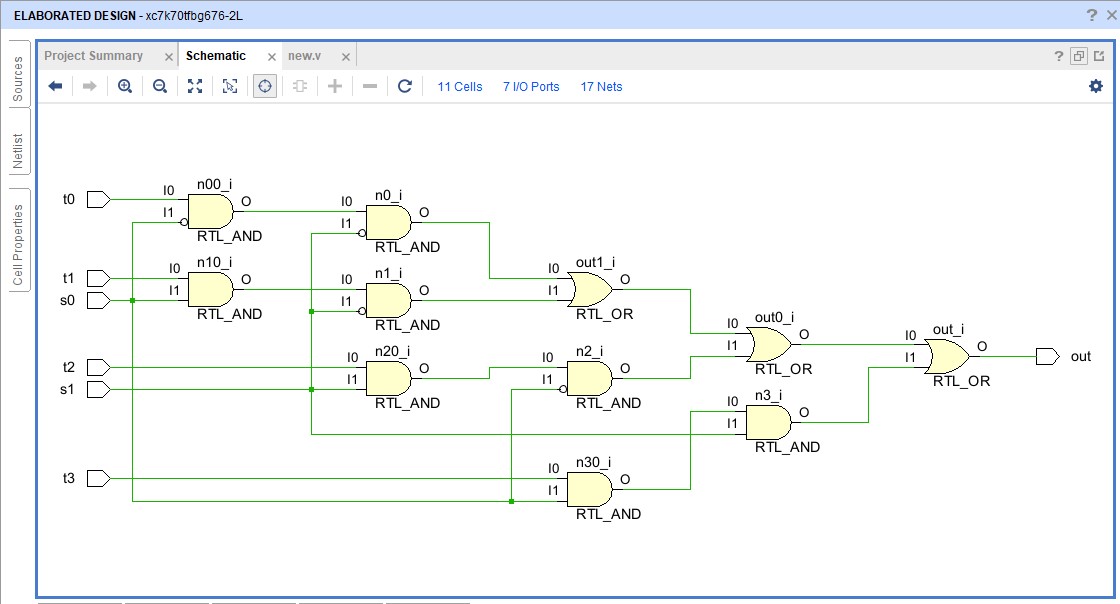 ELABORATED DESIGN - xc7k70tfbg676-2L
? ×
Sources
Netlist
Cell Properties
Project Summary ×
Schematic ×
new.v ×
?
11 Cells
7 I/O Ports
17 Nets
t0
I0
I1
n00_i
O
RTL_AND
I0
I1
n0_i
O
RTL_AND
t1
s0
I0
I1
n10_i
O
RTL_AND
I0
I1
n1_i
O
RTL_AND
I0
I1
out1_i
O
RTL_OR
t2
s1
I0
I1
n20_i
O
RTL_AND
I0
I1
n2_i
O
RTL_AND
I0
I1
out0_i
O
RTL_OR
I0
I1
out_i
O
RTL_OR
out
I0
I1
n3_i
O
RTL_AND
t3
I0
I1
n30_i
O
RTL_AND